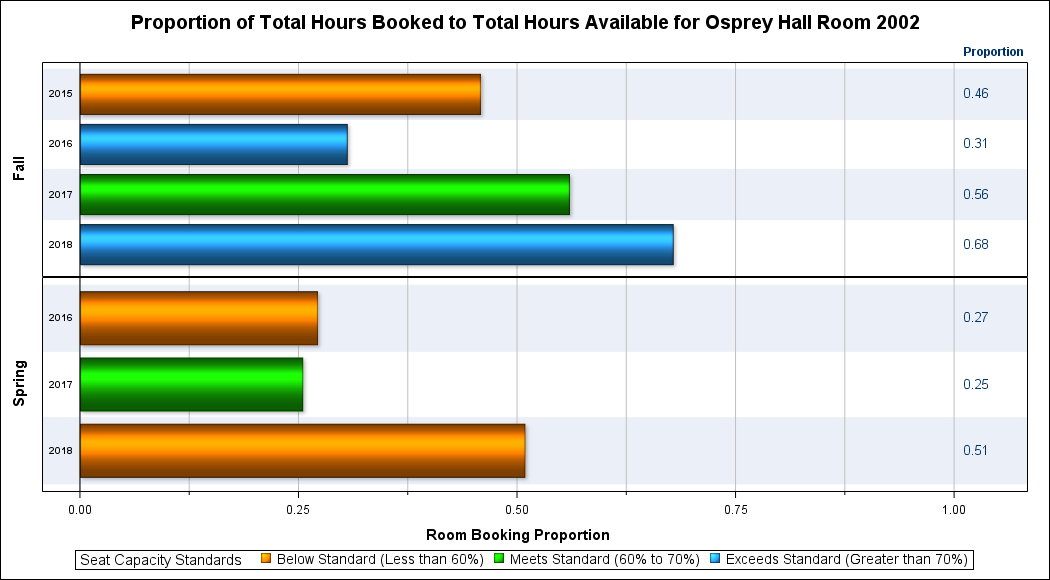 Proportion of Total Hours Booked to Total Hours Available for Osprey Hall Room 2002
Proportion
Fall
2015 0.46
2016 0.31
2017 0.56
2018 0.68
Spring
2016 0.27
2017 0.25
2018 0.51
0.00 0.25 0.50 0.75 1.00
Room Booking Proportion
Seat Capacity Standards Below Standard (Less than 60%) Meets Standard (60% to 70%) Exceeds Standard (Greater than 70%)